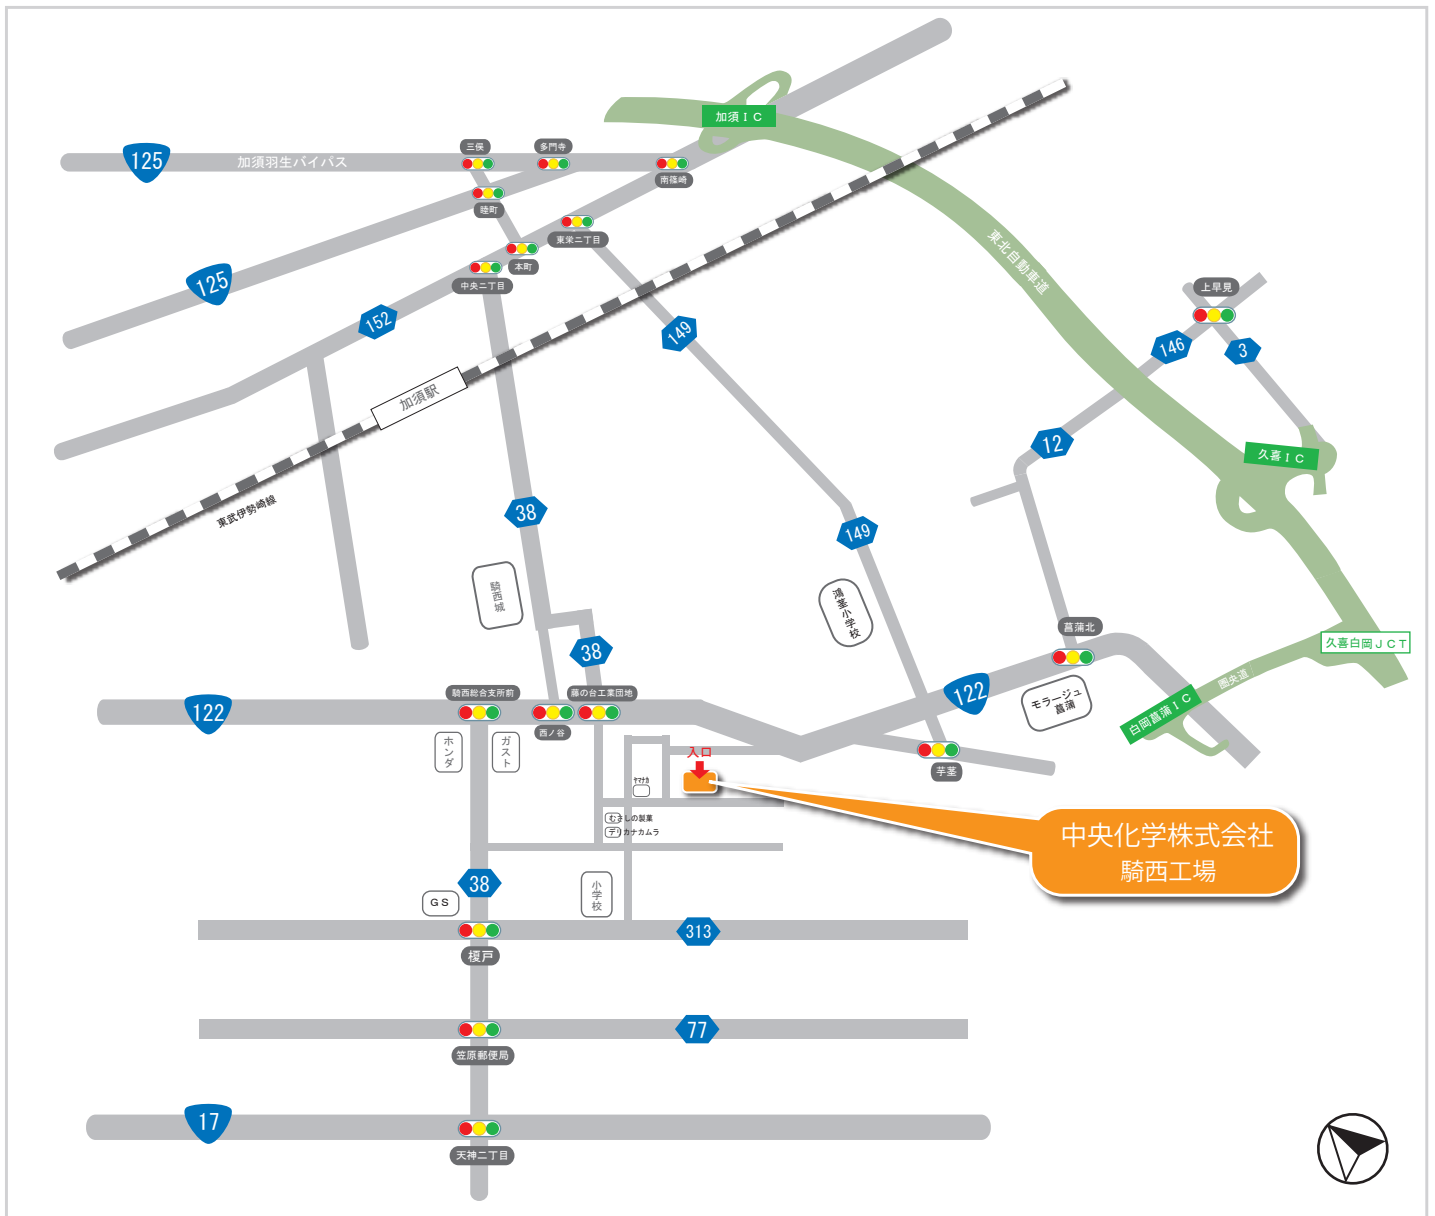 加須ＩＣ
三俣
多門寺
125
加須羽生バイパス
南篠崎
睦町
東栄二丁目
本町
中央二丁目
125
152
149
東北自動車道
上早見
146
3
加須駅
12
久喜ＩＣ
東武伊勢崎線
38
149
騎西城
鴻茎小学校
菖蒲北
38
久喜白岡ＪＣＴ
圏央道
122
騎西総合支所前
藤の台工業団地
122
モラージュ
菖蒲
白岡菖蒲ＩＣ
西ノ谷
ホンダ
ガスト
入口
芋茎
ヤマナカ
むさしの製菓
デリカナカムラ
中央化学株式会社
騎西工場
38
小学校
ＧＳ
313
榎戸
77
笠原郵便局
17
天神二丁目